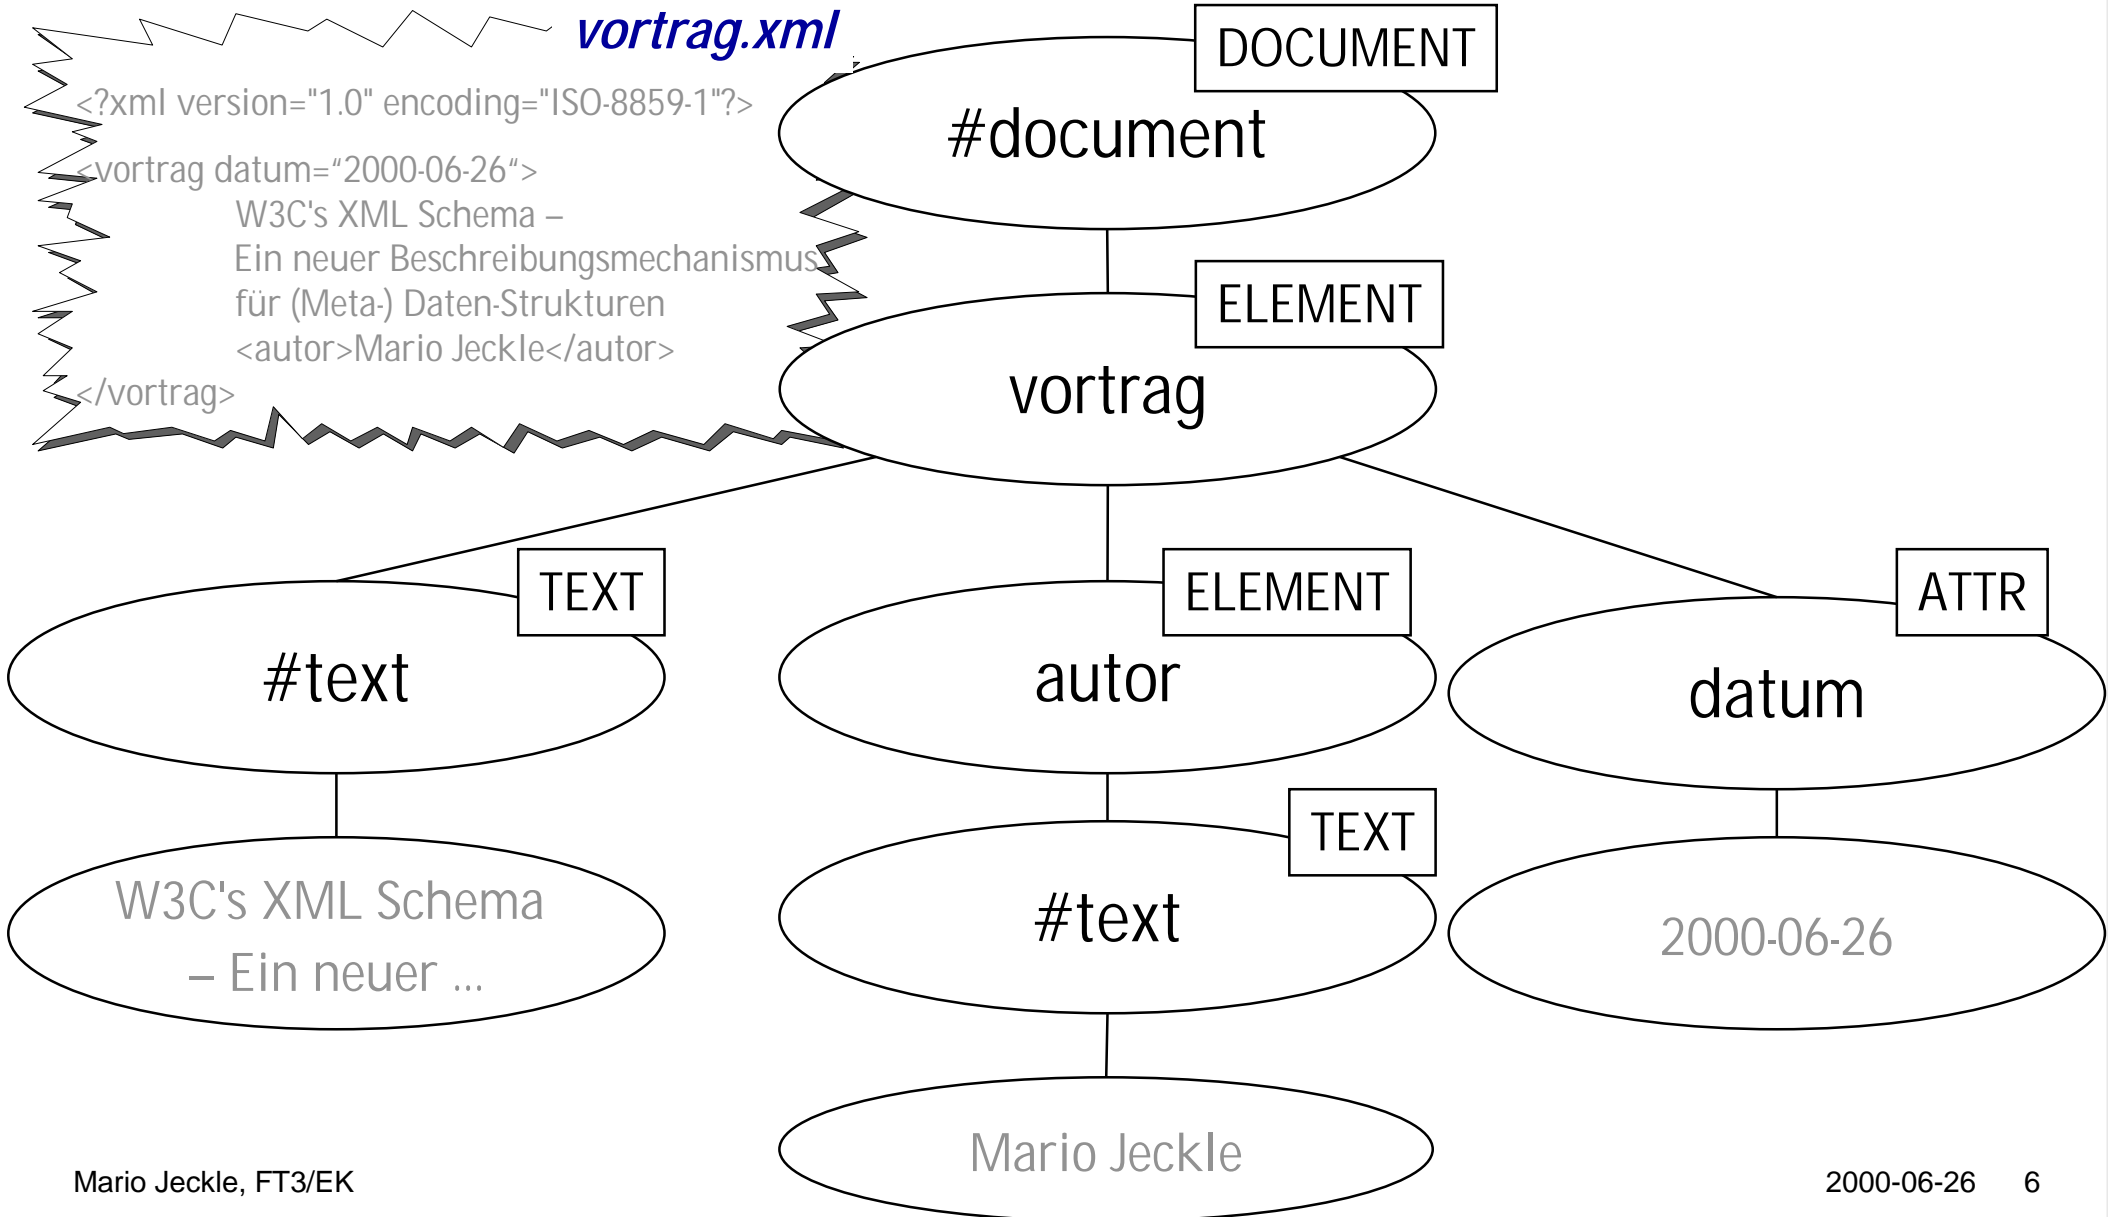 vortrag.xml
<?xml version="1.0" encoding="ISO-8859-1"?>
<vortrag datum=“2000-06-26“>
W3C's XML Schema –
Ein neuer Beschreibungsmechanismus
für (Meta-) Daten-Strukturen
<autor>Mario Jeckle</autor>
</vortrag>
DOCUMENT
#document
ELEMENT
vortrag
TEXT
#text
ELEMENT
autor
ATTR
datum
W3C's XML Schema
– Ein neuer ...
TEXT
#text
2000-06-26
Mario Jeckle
Mario Jeckle, FT3/EK
2000-06-26 6